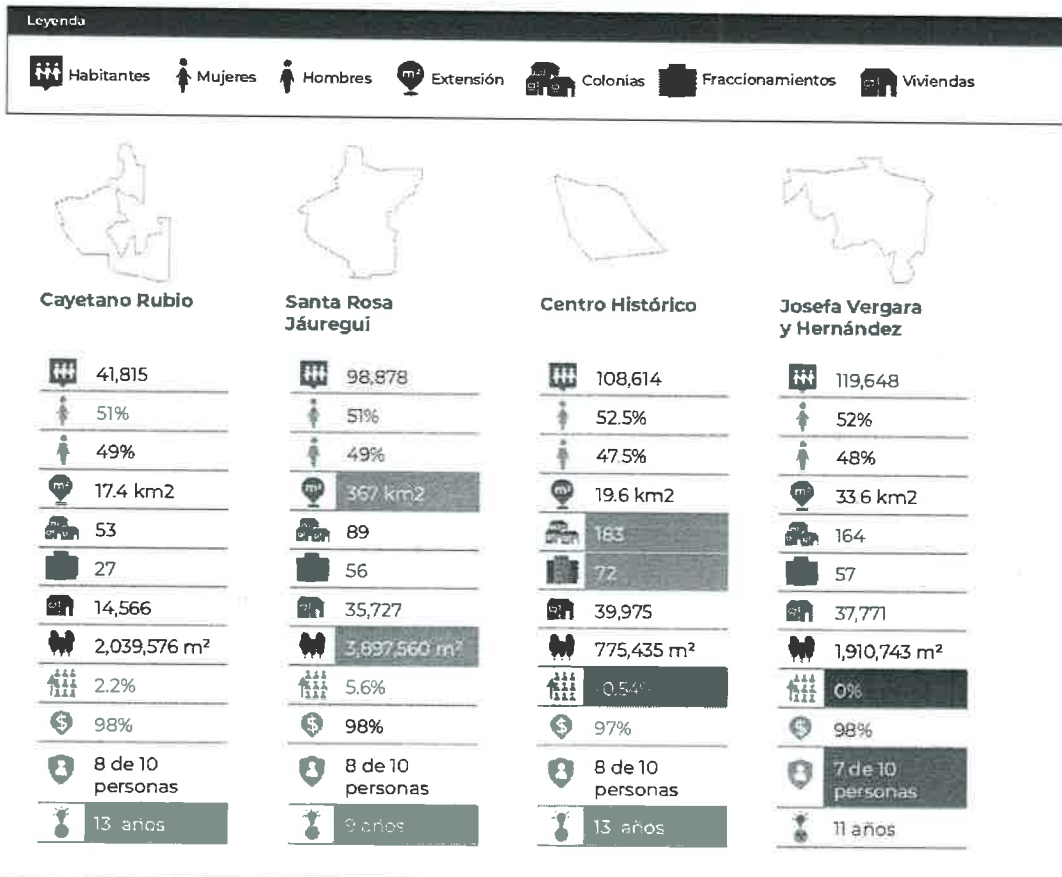 Leyenda
Habitantes Mujeres Hombres m² Extensión Colonias Fraccionamientos Viviendas
Cayetano Rubio
41,815
51%
49%
m² 17.4 km2
53
27
14,566
2,039,576 m²
2.2%
$ 98%
8 de 10
personas
13 años
Santa Rosa
Jáuregui
98,878
51%
49%
m² 367 km2
89
56
35,727
3,897,560 m²
5.6%
$ 98%
8 de 10
personas
9 años
Centro Histórico
108,614
52.5%
47.5%
m² 19.6 km2
183
72
39,975
775,435 m²
-0.54%
$ 97%
8 de 10
personas
13 años
Josefa Vergara
y Hernández
119,648
52%
48%
m² 33.6 km2
164
57
37,771
1,910,743 m²
0%
$ 98%
7 de 10
personas
11 años